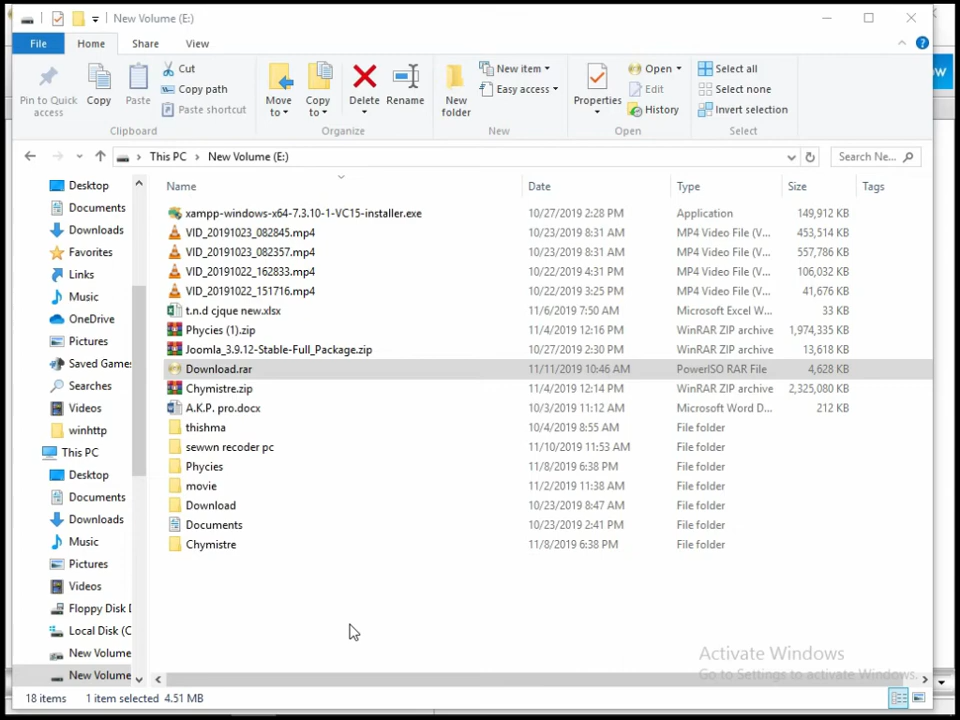 New Volume (E:)
File Home Share View
Pin to Quick access
Copy
Paste
Cut
Copy path
Paste shortcut
Clipboard
Move to
Copy to
Delete
Rename
Organize
New folder
New item
Easy access
New
Properties
Open
Edit
History
Open
Select all
Select none
Invert selection
Select
This PC New Volume (E:) Search Ne...
Name Date Type Size Tags
xampp-windows-x64-7.3.10-1-VC15-installer.exe 10/27/2019 2:28 PM Application 149,912 KB
VID_20191023_082845.mp4 10/23/2019 8:31 AM MP4 Video File (V... 453,514 KB
VID_20191023_082357.mp4 10/23/2019 8:31 AM MP4 Video File (V... 557,786 KB
VID_20191022_162833.mp4 10/22/2019 4:31 PM MP4 Video File (V... 106,032 KB
VID_20191022_151716.mp4 10/22/2019 3:25 PM MP4 Video File (V... 41,676 KB
t.n.d cjque new.xlsx 11/6/2019 7:50 AM Microsoft Excel W... 33 KB
Phycies (1).zip 11/4/2019 12:16 PM WinRAR ZIP archive 1,974,335 KB
Joomla_3.9.12-Stable-Full_Package.zip 10/27/2019 2:30 PM WinRAR ZIP archive 13,618 KB
Download.rar 11/11/2019 10:46 AM PowerISO RAR File 4,628 KB
Chymistre.zip 11/4/2019 12:14 PM WinRAR ZIP archive 2,325,080 KB
A.K.P. pro.docx 10/3/2019 11:12 AM Microsoft Word D... 212 KB
thishma 10/4/2019 8:55 AM File folder
sewwn recoder pc 11/10/2019 11:53 AM File folder
Phycies 11/8/2019 6:38 PM File folder
movie 11/2/2019 11:38 AM File folder
Download 10/23/2019 8:47 AM File folder
Documents 10/23/2019 2:41 PM File folder
Chymistre 11/8/2019 6:38 PM File folder
Desktop
Documents
Downloads
Favorites
Links
Music
OneDrive
Pictures
Saved Games
Searches
Videos
winhttp
This PC
Desktop
Documents
Downloads
Music
Pictures
Videos
Floppy Disk D
Local Disk (C
New Volume
New Volume
Activate Windows
Go to Settings to activate Windows.
18 items 1 item selected 4.51 MB